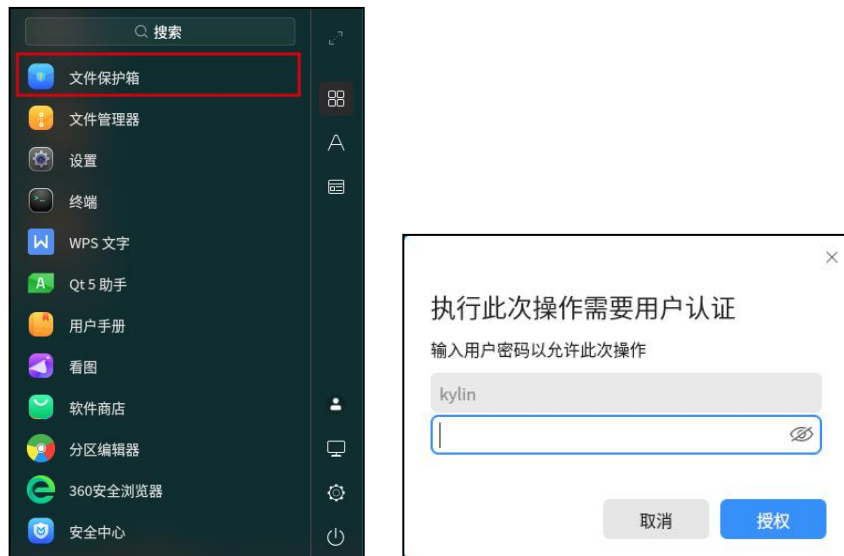 搜索
文件保护箱
文件管理器
设置
终端
WPS 文字
Qt 5 助手
用户手册
看图
软件商店
分区编辑器
360安全浏览器
安全中心
执行此次操作需要用户认证
输入用户密码以允许此次操作
kylin
取消
授权